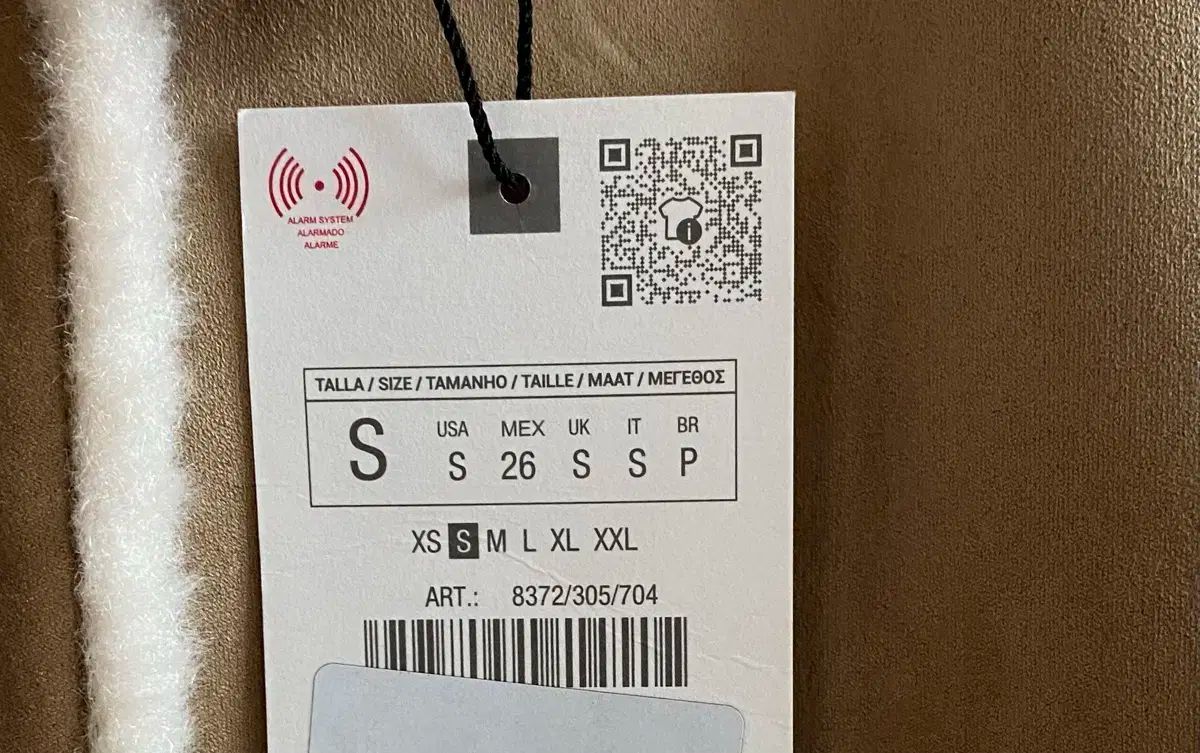 ALARM SYSTEM
ALARMADO
ALARME
TALLA / SIZE / TAMANHO / TAILLE / MAAT / ΜΕΓΕΘΟΣ
S
USA MEX UK IT BR
S 26 S S P
XS S M L XL XXL
ART.: 8372/305/704